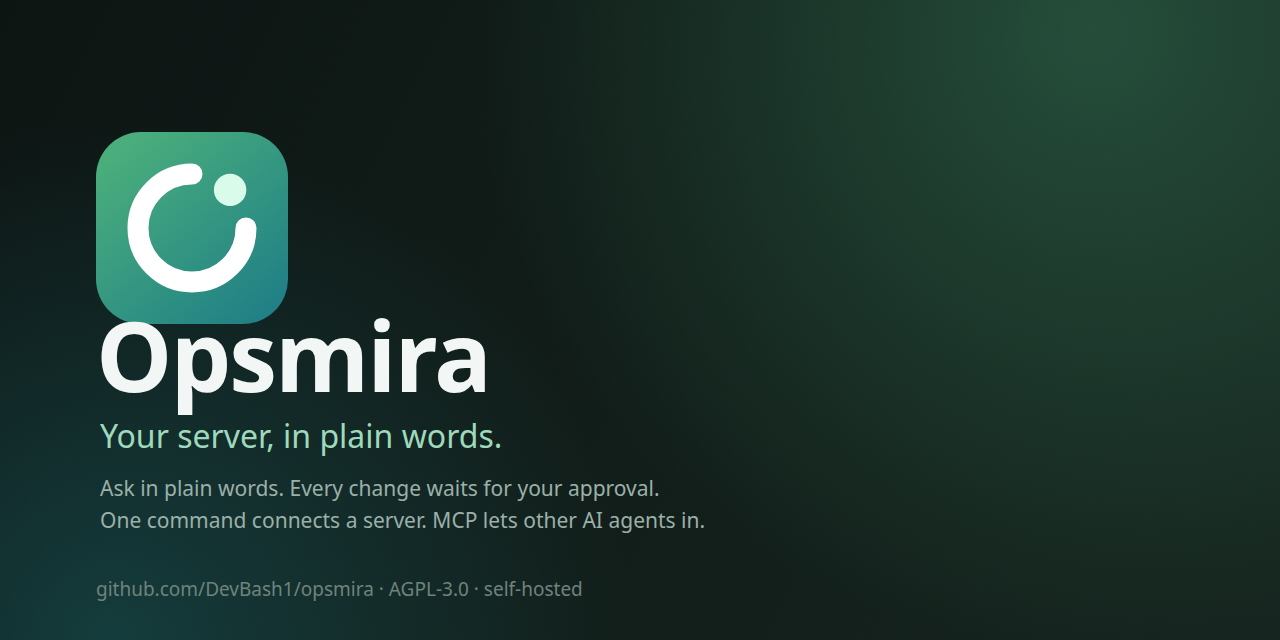 Opsmira
Your server, in plain words.
Ask in plain words. Every change waits for your approval.
One command connects a server. MCP lets other AI agents in.
github.com/DevBash1/opsmira · AGPL-3.0 · self-hosted